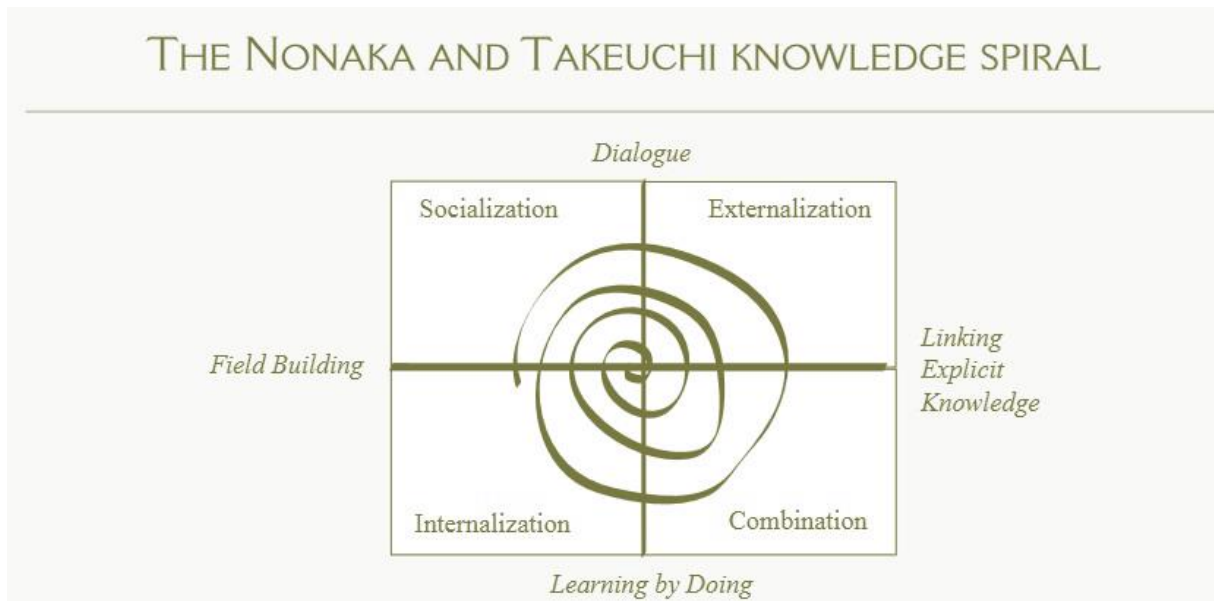 THE NONAKA AND TAKEUCHI KNOWLEDGE SPIRAL
Dialogue
Socialization
Externalization
Field Building
Linking
Explicit
Knowledge
Internalization
Combination
Learning by Doing